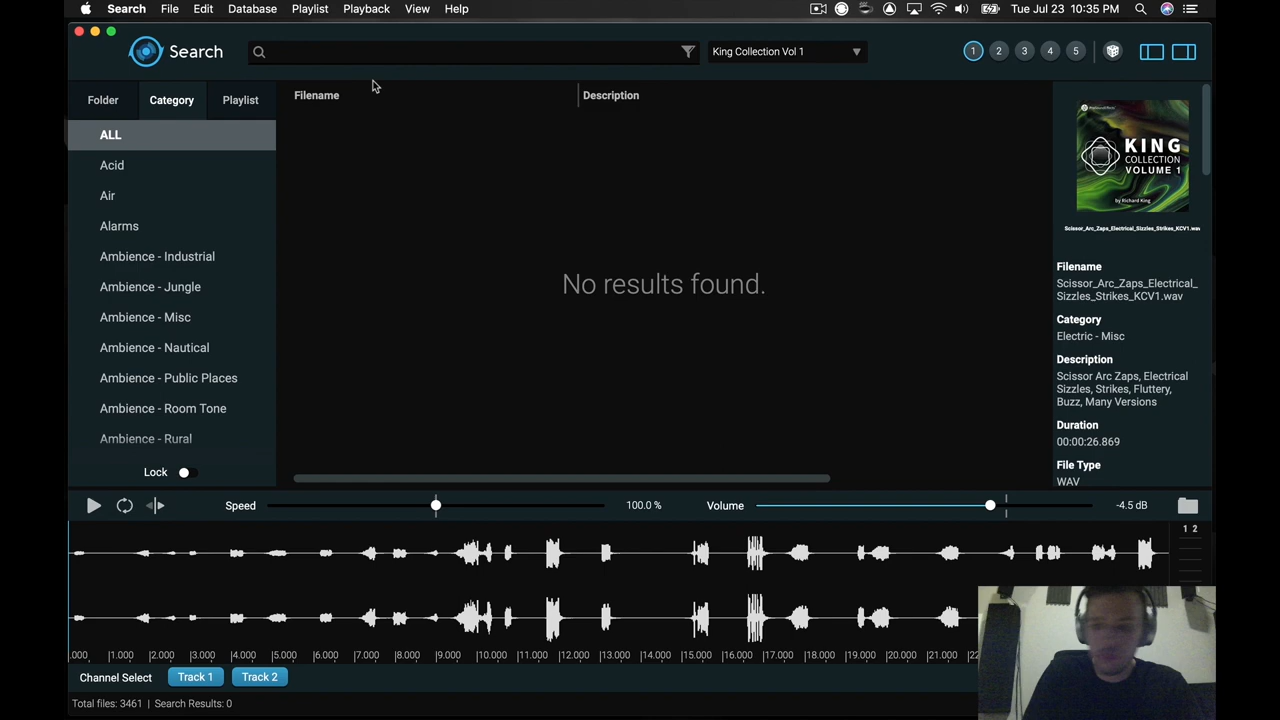 Search File Edit Database Playlist Playback View Help Tue Jul 23 10:35 PM
Search King Collection Vol 1 1 2 3 4 5
Folder Category Playlist
Filename Description
ALL
Acid
Air
Alarms
Ambience - Industrial
Ambience - Jungle
Ambience - Misc
Ambience - Nautical
Ambience - Public Places
Ambience - Room Tone
Ambience - Rural
Lock
No results found.
KING
COLLECTION
VOLUME 1
by Richard King
Scissor_Arc_Zaps_Electrical_Sizzles_Strikes_KCV1.wav
Filename
Scissor_Arc_Zaps_Electrical_
Sizzles_Strikes_KCV1.wav
Category
Electric - Misc
Description
Scissor Arc Zaps, Electrical
Sizzles, Strikes, Fluttery,
Buzz, Many Versions
Duration
00:00:26.869
File Type
WAV
Speed 100.0 % Volume -4.5 dB
1 2
.000 1.000 2.000 3.000 4.000 5.000 6.000 7.000 8.000 9.000 10.000 11.000 12.000 13.000 14.000 15.000 16.000 17.000 18.000 19.000 20.000 21.000
Channel Select Track 1 Track 2
Total files: 3461 | Search Results: 0